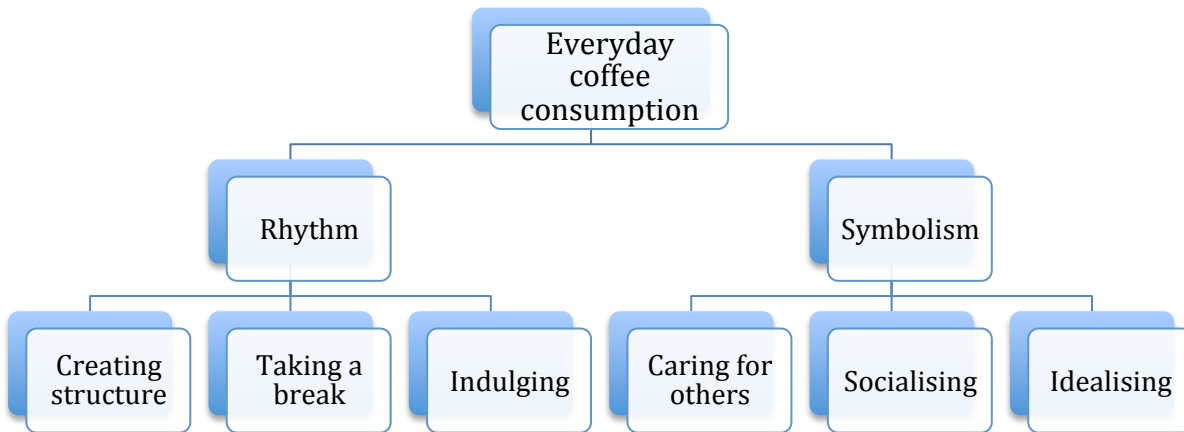 Everyday
coffee
consumption
Rhythm
Symbolism
Creating
structure
Taking a
break
Indulging
Caring for
others
Socialising
Idealising